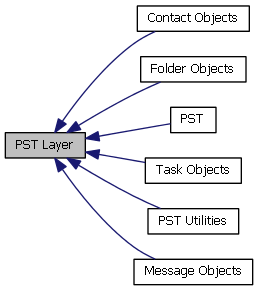 Contact Objects
Folder Objects
PST
PST Layer
Task Objects
PST Utilities
Message Objects